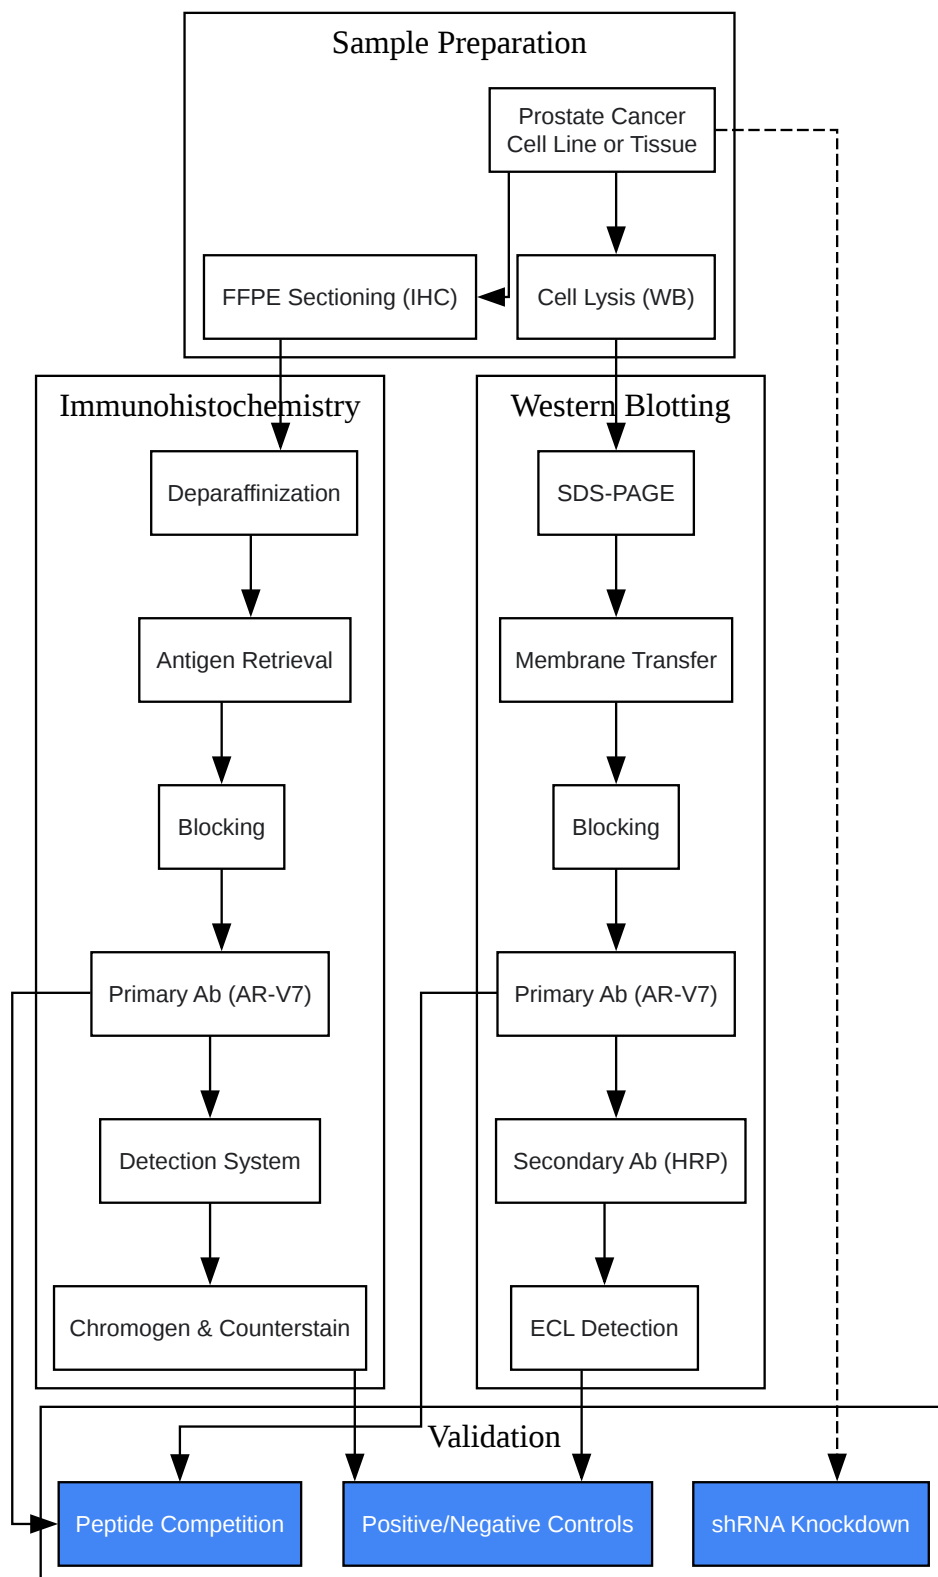 Sample Preparation
Prostate Cancer
Cell Line or Tissue
FFPE Sectioning (IHC)
Cell Lysis (WB)
Immunohistochemistry
Western Blotting
Deparaffinization
SDS-PAGE
Antigen Retrieval
Membrane Transfer
Blocking
Blocking
Primary Ab (AR-V7)
Primary Ab (AR-V7)
Detection System
Secondary Ab (HRP)
Chromogen & Counterstain
ECL Detection
Validation
Peptide Competition
Positive/Negative Controls
shRNA Knockdown